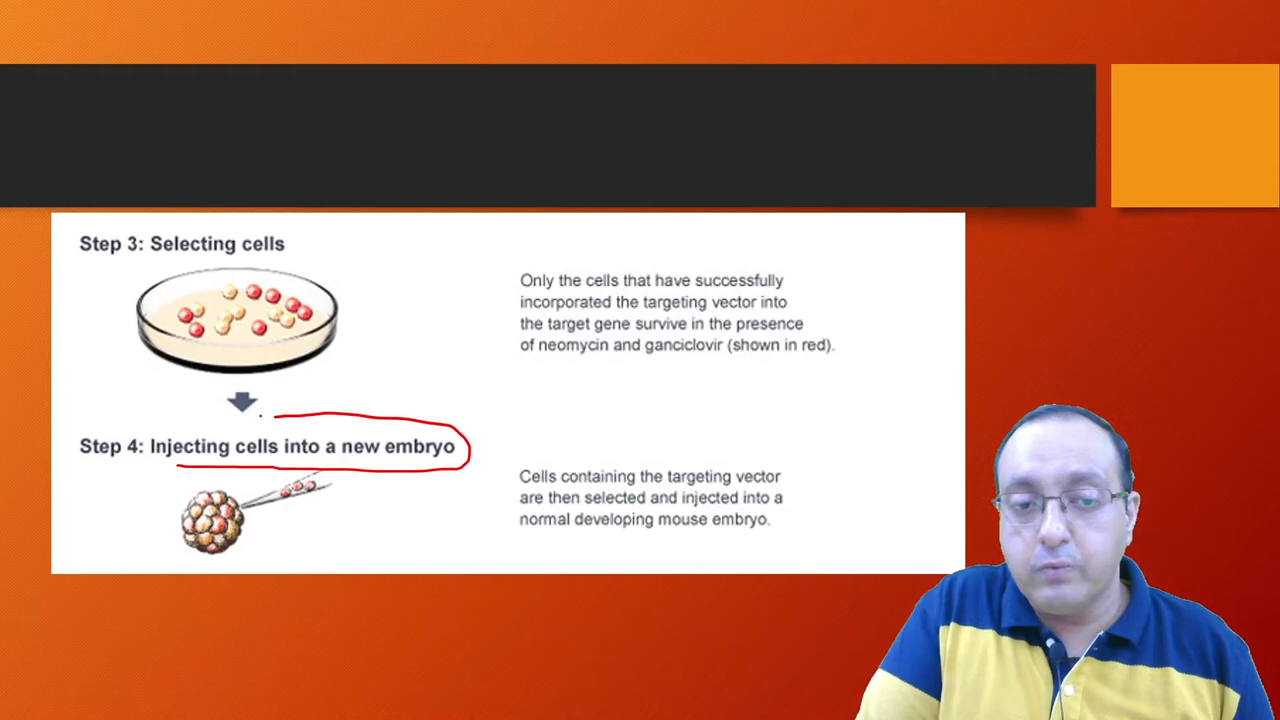 Step 3: Selecting cells
Only the cells that have successfully
incorporated the targeting vector into
the target gene survive in the presence
of neomycin and ganciclovir (shown in red).
Step 4: Injecting cells into a new embryo
Cells containing the targeting vector
are then selected and injected into a
normal developing mouse embryo.